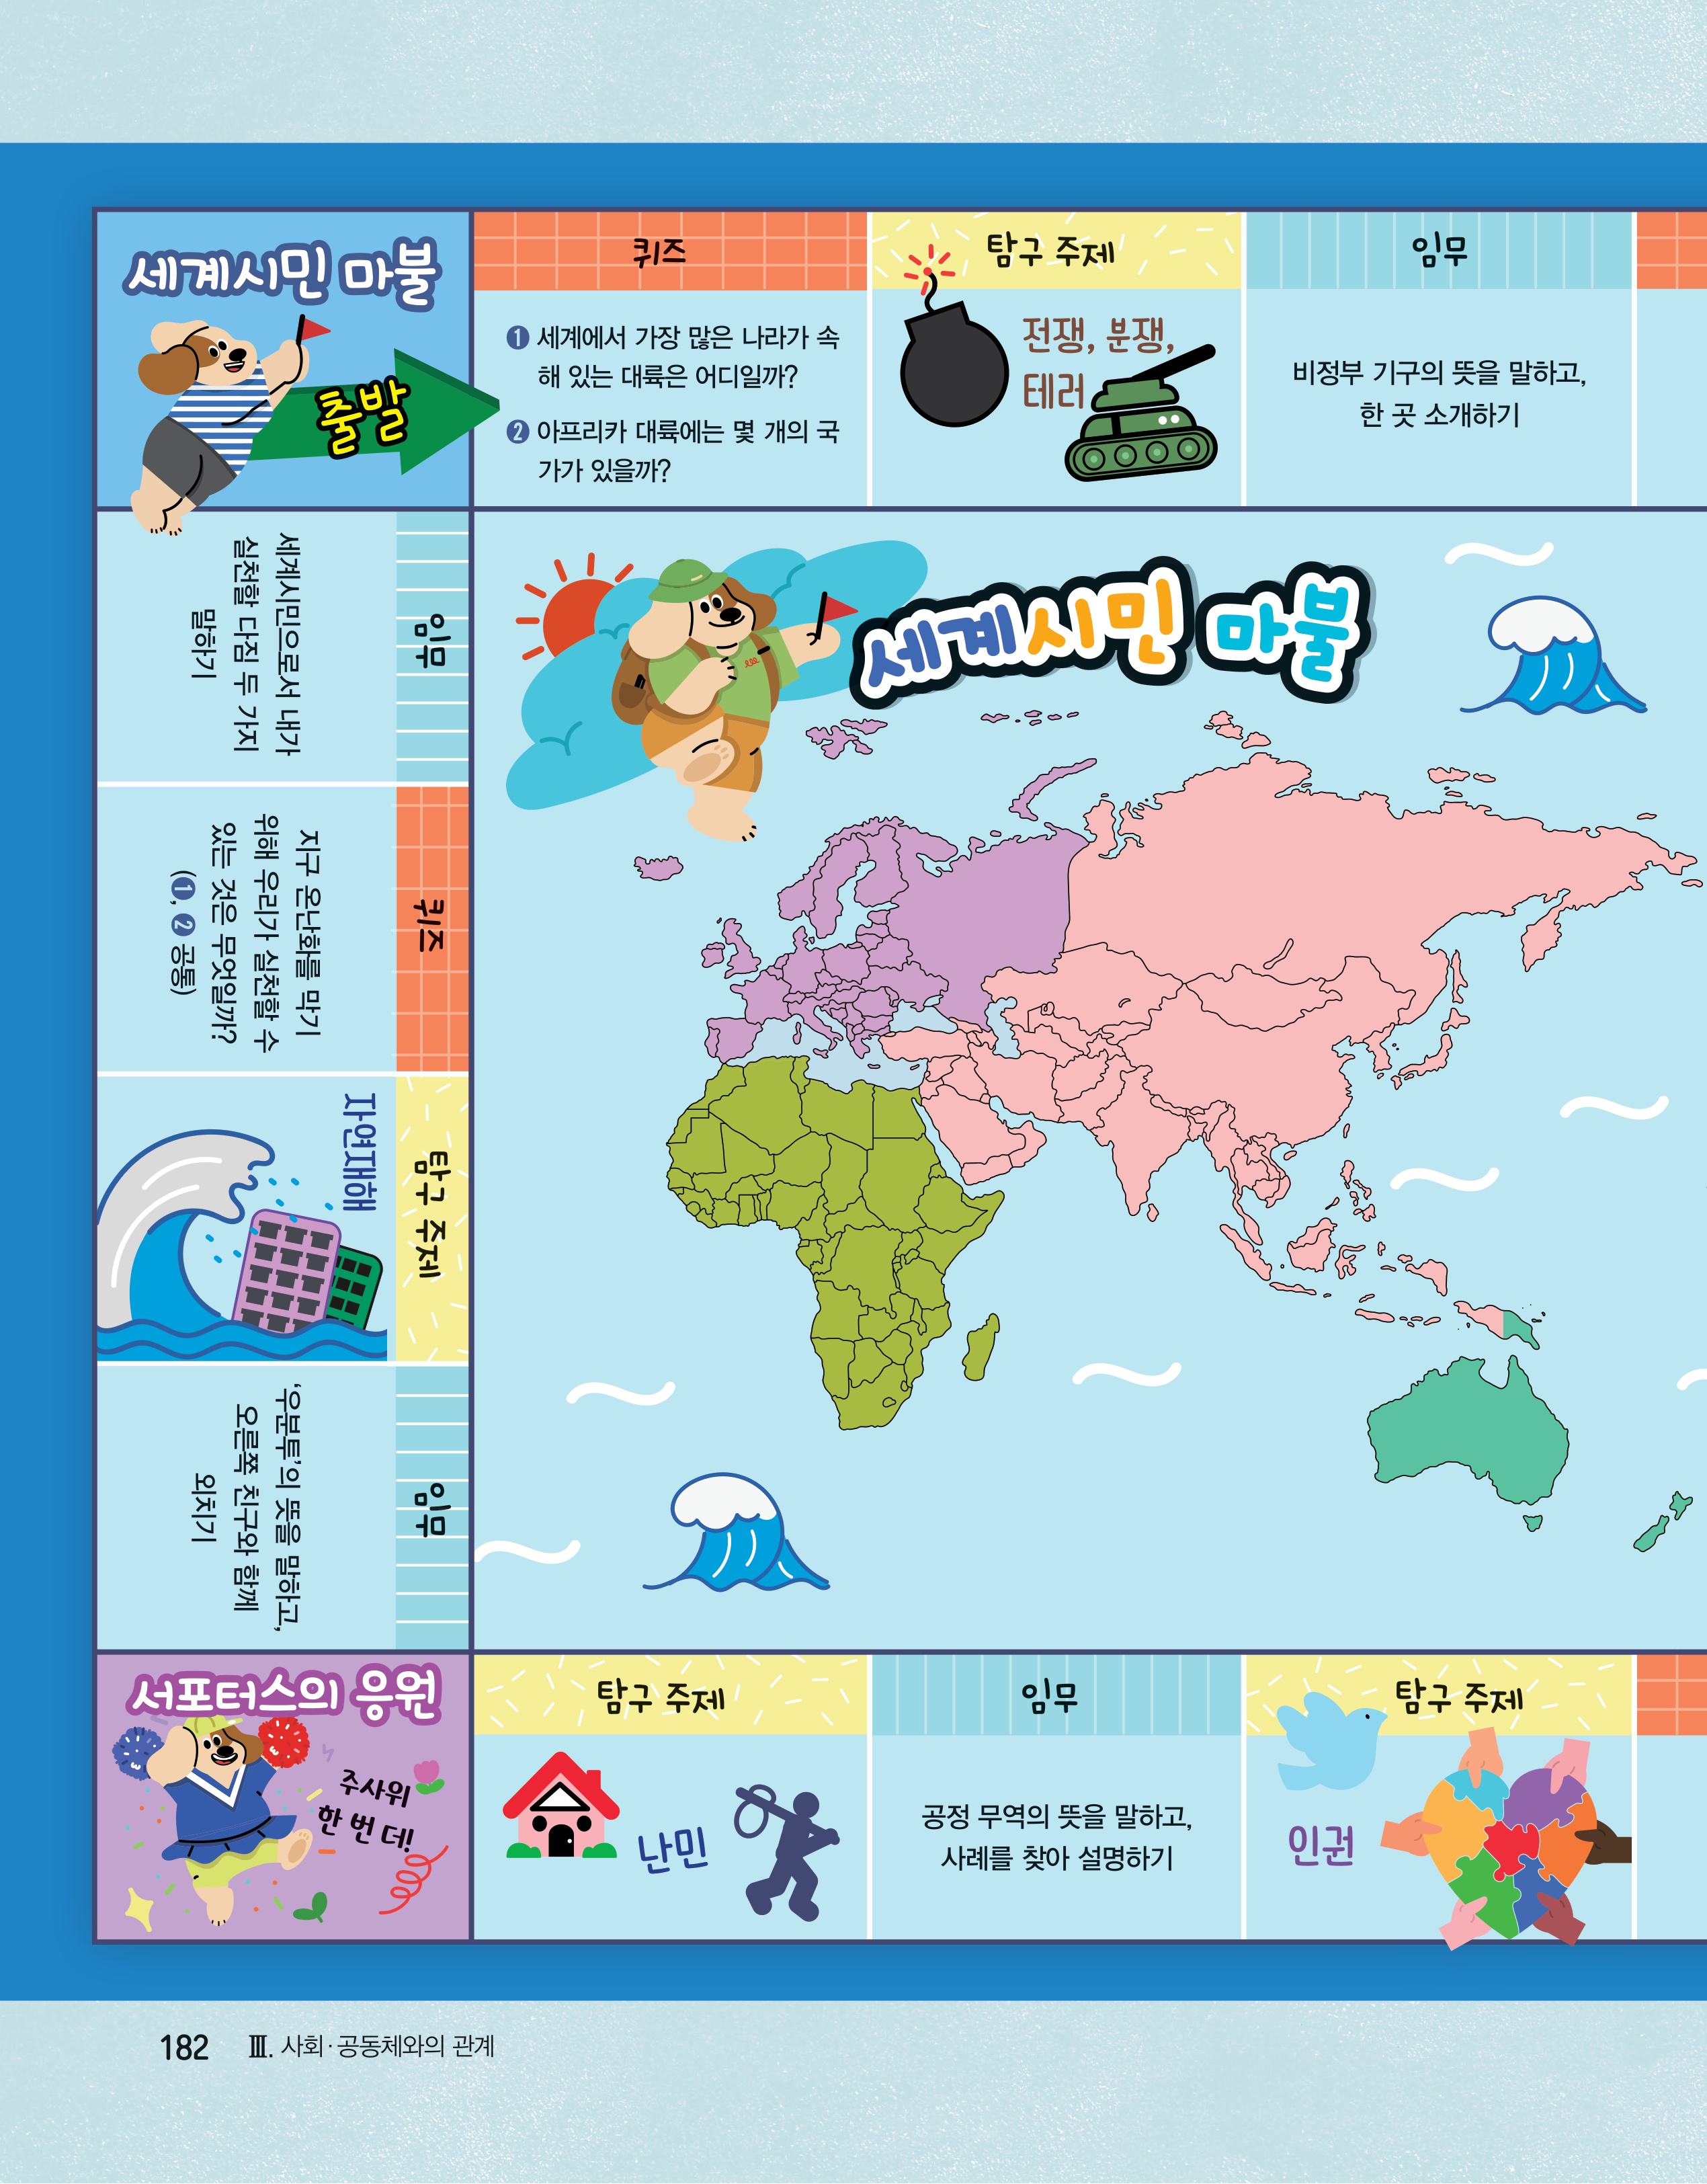 세계시민 마불
출발
퀴즈
❶ 세계에서 가장 많은 나라가 속
해 있는 대륙은 어디일까?
❷ 아프리카 대륙에는 몇 개의 국
가가 있을까?
탐구 주제
전쟁, 분쟁,
테러
임무
비정부 기구의 뜻을 말하고,
한 곳 소개하기
임무
세계시민으로서 내가
실천할 다짐 두 가지
말하기
퀴즈
지구 온난화를 막기
위해 우리가 실천할 수
있는 것은 무엇일까?
(❶, ❷ 공통)
탐구 주제
자연재해
임무
‘우분투’의 뜻을 말하고,
오른쪽 친구와 함께
외치기
세계시민 마불
서포터스의 응원
주사위
한 번 더!
탐구 주제
난민
임무
공정 무역의 뜻을 말하고,
사례를 찾아 설명하기
탐구 주제
인권
182 Ⅲ. 사회·공동체와의 관계